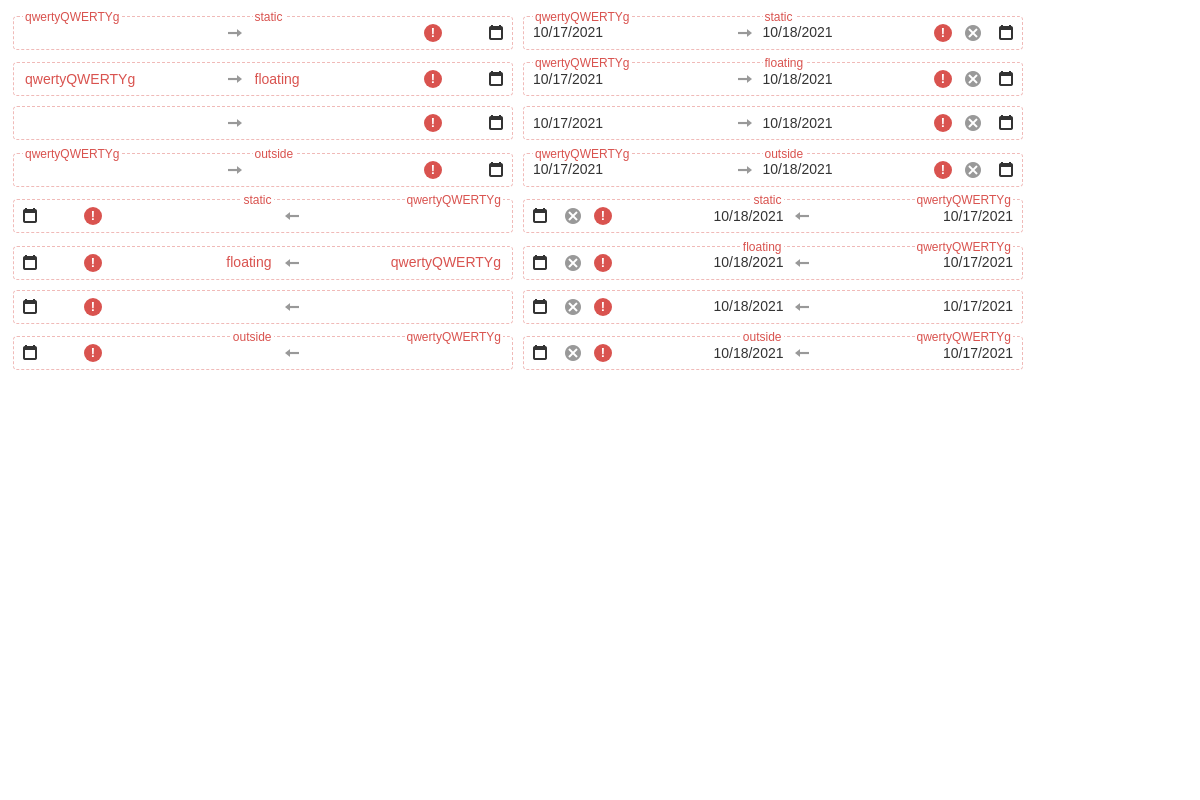 qwertyQWERTYg static qwertyQWERTYg static
10/17/2021 10/18/2021
qwertyQWERTYg floating qwertyQWERTYg floating
10/17/2021 10/18/2021
10/17/2021 10/18/2021
qwertyQWERTYg outside qwertyQWERTYg outside
10/17/2021 10/18/2021
static qwertyQWERTYg static qwertyQWERTYg
10/18/2021 10/17/2021
floating qwertyQWERTYg floating qwertyQWERTYg
10/18/2021 10/17/2021
10/18/2021 10/17/2021
outside qwertyQWERTYg outside qwertyQWERTYg
10/18/2021 10/17/2021